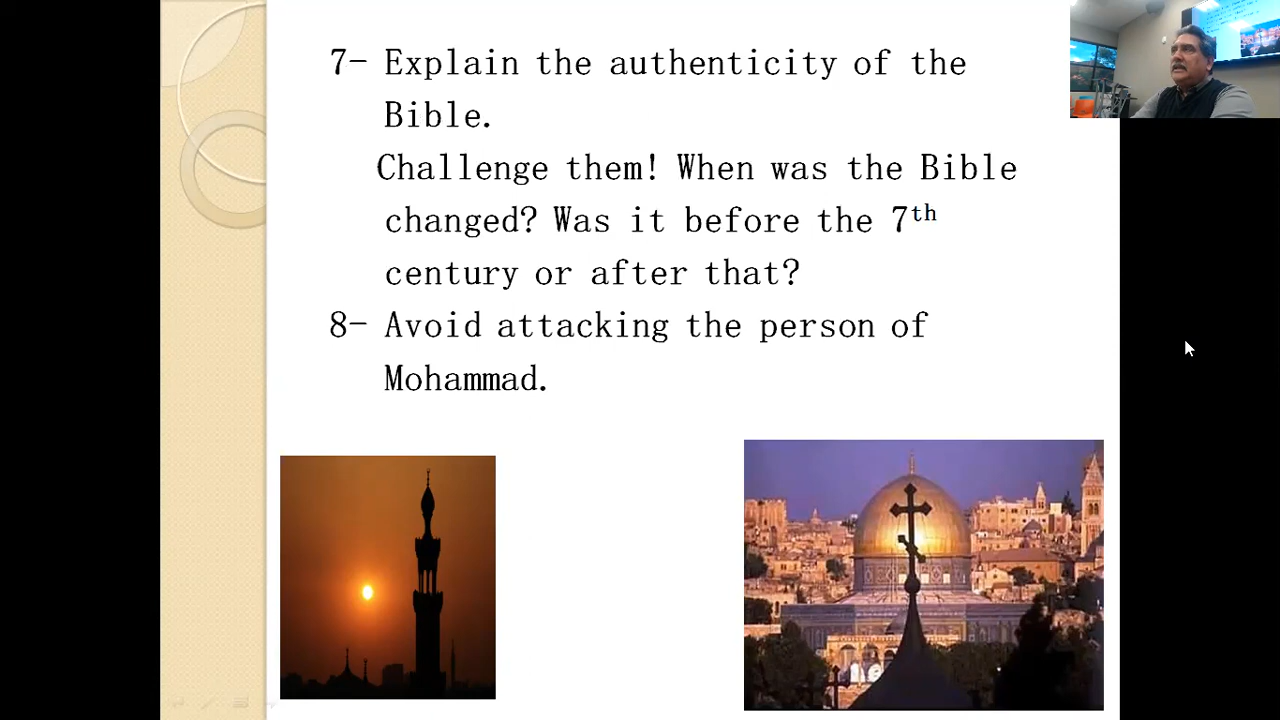 7- Explain the authenticity of the
Bible.
Challenge them! When was the Bible
changed? Was it before the 7th
century or after that?
8- Avoid attacking the person of
Mohammad.